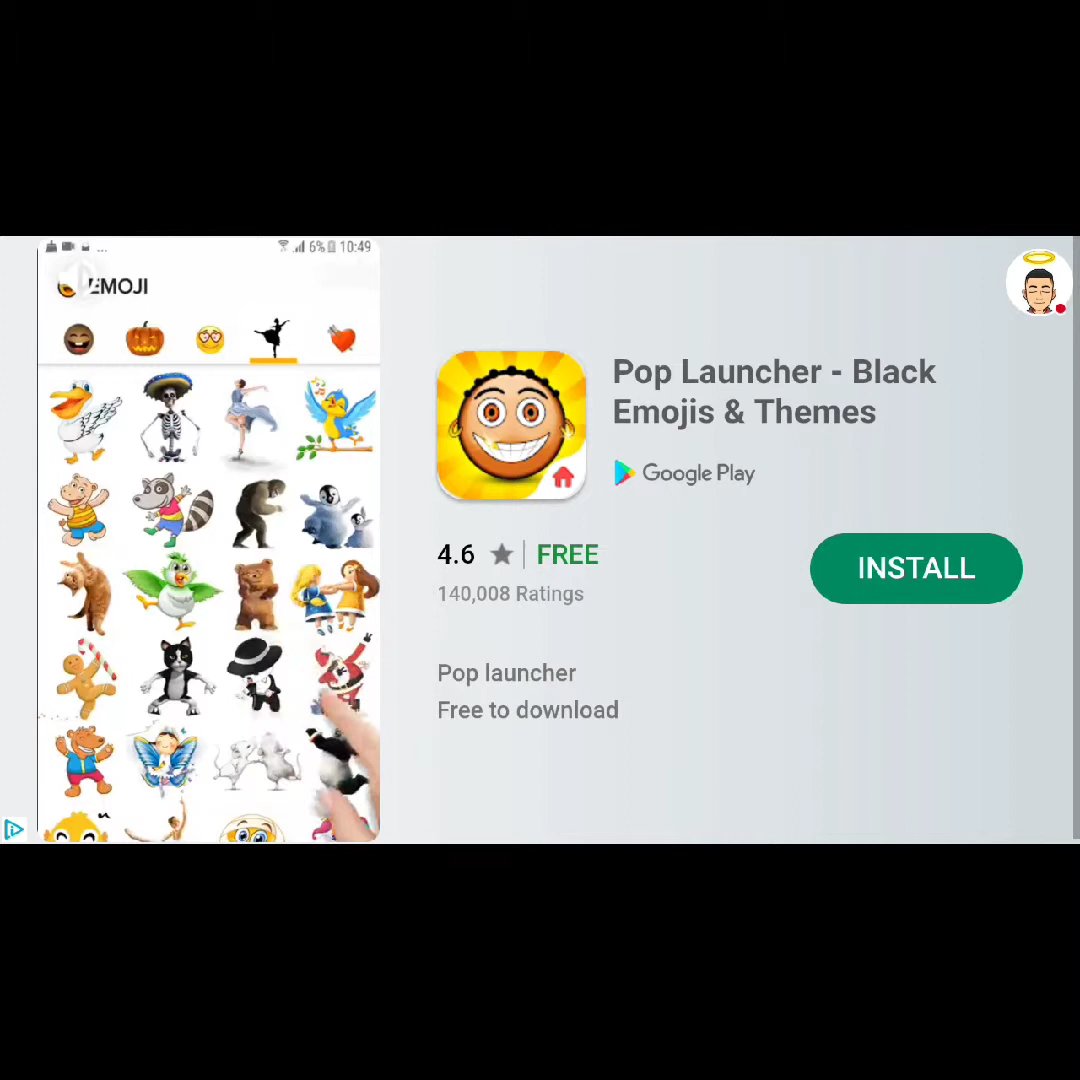 ... 6% 10:49
EMOJI
Pop Launcher - Black
Emojis & Themes
Google Play
4.6 ★ | FREE
140,008 Ratings
INSTALL
Pop launcher
Free to download